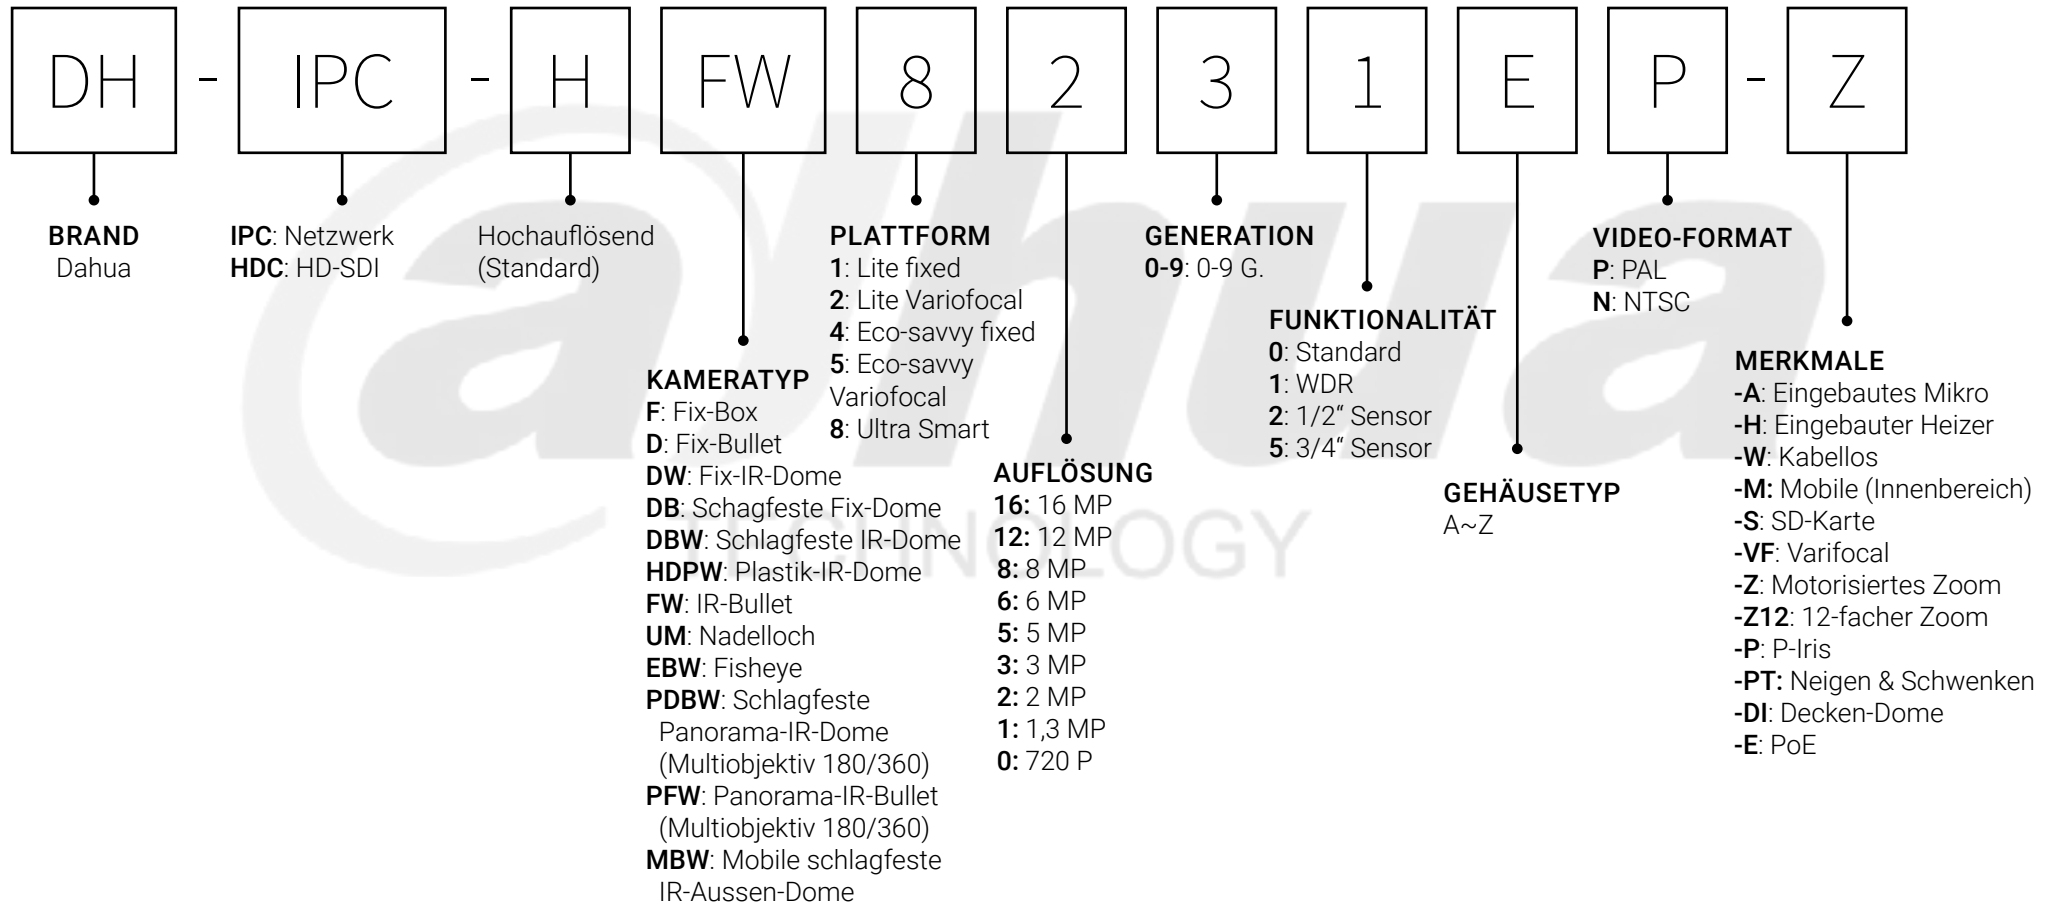 DH - IPC - H FW 8 2 3 1 E P - Z
BRAND
Dahua
IPC: Netzwerk
HDC: HD-SDI
Hochauflösend
(Standard)
KAMERATYP
F: Fix-Box
D: Fix-Bullet
DW: Fix-IR-Dome
DB: Schagfeste Fix-Dome
DBW: Schlagfeste IR-Dome
HDPW: Plastik-IR-Dome
FW: IR-Bullet
UM: Nadelloch
EBW: Fisheye
PDBW: Schlagfeste
Panorama-IR-Dome
(Multiobjektiv 180/360)
PFW: Panorama-IR-Bullet
(Multiobjektiv 180/360)
MBW: Mobile schlagfeste
IR-Aussen-Dome
PLATTFORM
1: Lite fixed
2: Lite Variofocal
4: Eco-savvy fixed
5: Eco-savvy
Variofocal
8: Ultra Smart
AUFLÖSUNG
16: 16 MP
12: 12 MP
8: 8 MP
6: 6 MP
5: 5 MP
3: 3 MP
2: 2 MP
1: 1,3 MP
0: 720 P
GENERATION
0-9: 0-9 G.
FUNKTIONALITÄT
0: Standard
1: WDR
2: 1/2“ Sensor
5: 3/4“ Sensor
GEHÄUSETYP
A~Z
VIDEO-FORMAT
P: PAL
N: NTSC
MERKMALE
-A: Eingebautes Mikro
-H: Eingebauter Heizer
-W: Kabellos
-M: Mobile (Innenbereich)
-S: SD-Karte
-VF: Varifocal
-Z: Motorisiertes Zoom
-Z12: 12-facher Zoom
-P: P-Iris
-PT: Neigen & Schwenken
-DI: Decken-Dome
-E: PoE
alhua
TECHNOLOGY